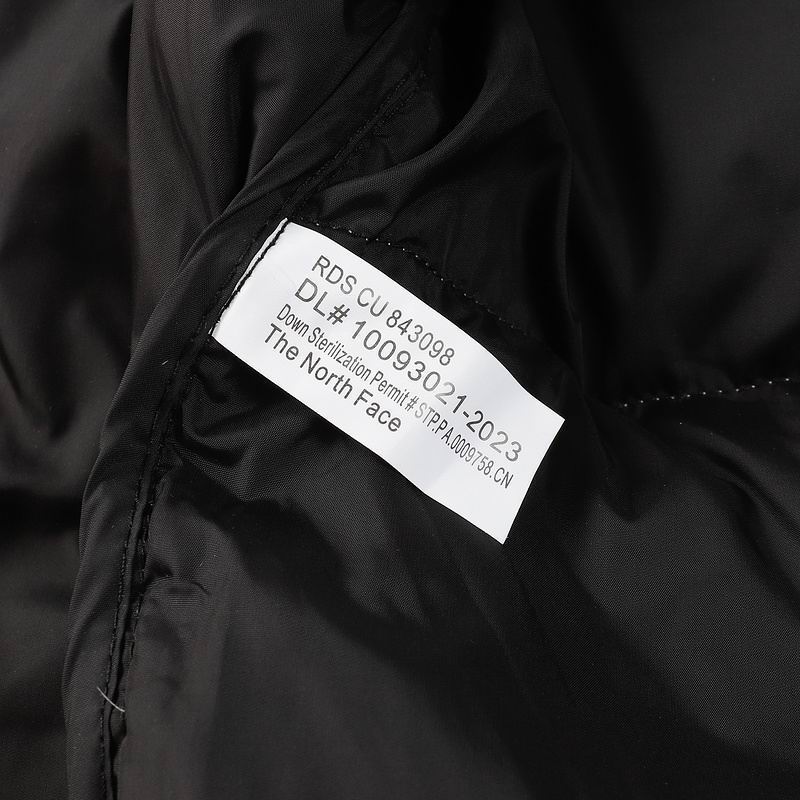 RDS CU 843098
DL# 10093021-2023
Down Sterilization Permit # STP.PA.0009758.CN
The North Face